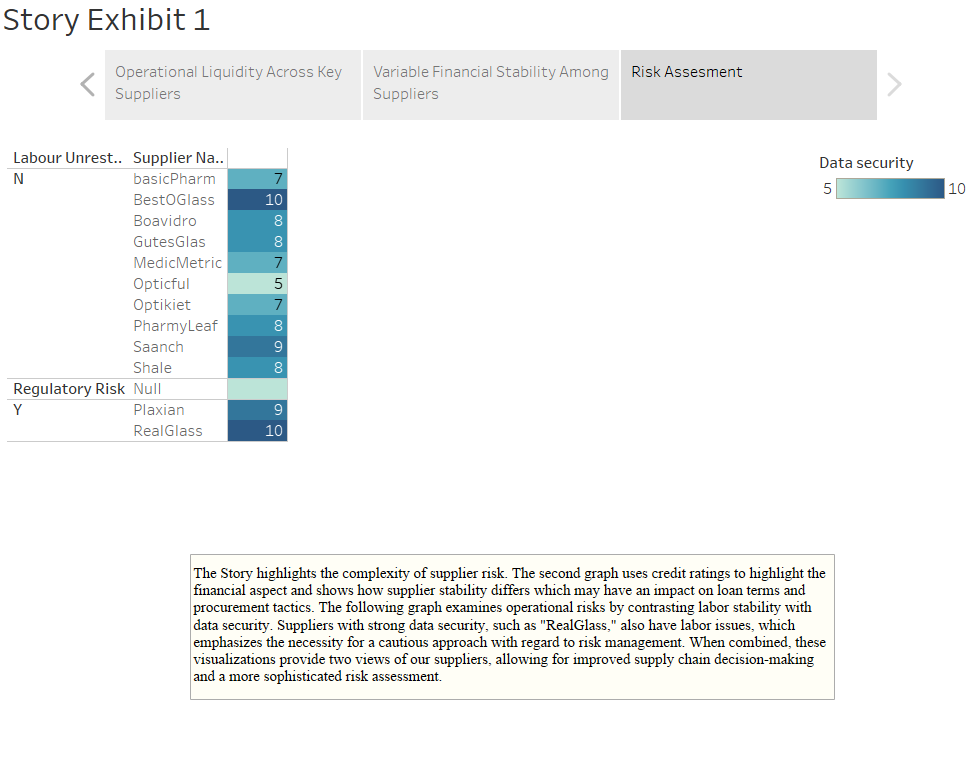 Story Exhibit 1
Operational Liquidity Across Key
Suppliers
Variable Financial Stability Among
Suppliers
Risk Assesment
Labour Unrest.. Supplier Na..
N basicPharm 7
BestOGlass 10
Boavidro 8
GutesGlas 8
MedicMetric 7
Opticful 5
Optikiet 7
PharmyLeaf 8
Saanch 9
Shale 8
Regulatory Risk Null
Y Plaxian 9
RealGlass 10
Data security
5 10
The Story highlights the complexity of supplier risk. The second graph uses credit ratings to highlight the
financial aspect and shows how supplier stability differs which may have an impact on loan terms and
procurement tactics. The following graph examines operational risks by contrasting labor stability with
data security. Suppliers with strong data security, such as "RealGlass," also have labor issues, which
emphasizes the necessity for a cautious approach with regard to risk management. When combined, these
visualizations provide two views of our suppliers, allowing for improved supply chain decision-making
and a more sophisticated risk assessment.